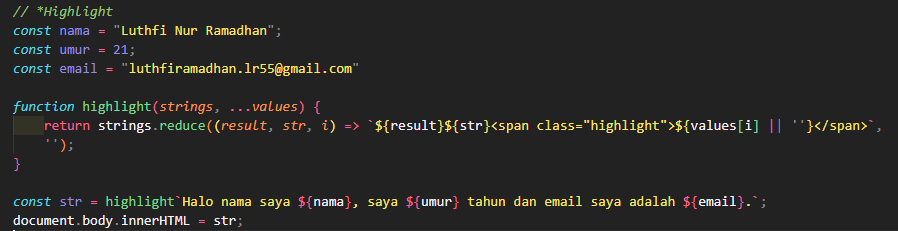 // *Highlight
const nama = "Luthfi Nur Ramadhan";
const umur = 21;
const email = "luthfiramadhan.lr55@gmail.com"
function highlight(strings, ...values) {
return strings.reduce((result, str, i) => `${result}${str}<span class="highlight">${values[i] || ''}</span>`,
'');
}
const str = highlight`Halo nama saya ${nama}, saya ${umur} tahun dan email saya adalah ${email}.`;
document.body.innerHTML = str;